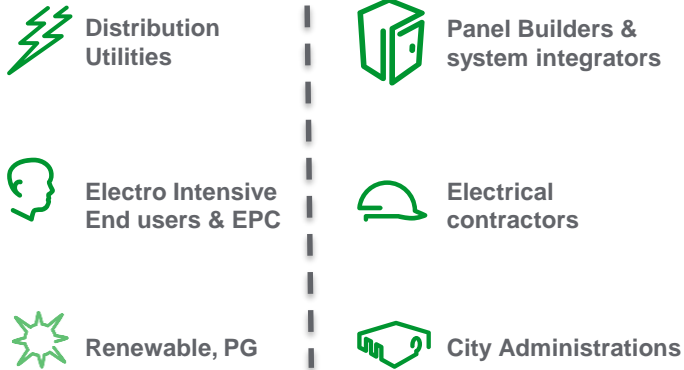 Distribution
Utilities
Electro Intensive
End users & EPC
Renewable, PG
Panel Builders &
system integrators
Electrical
contractors
City Administrations